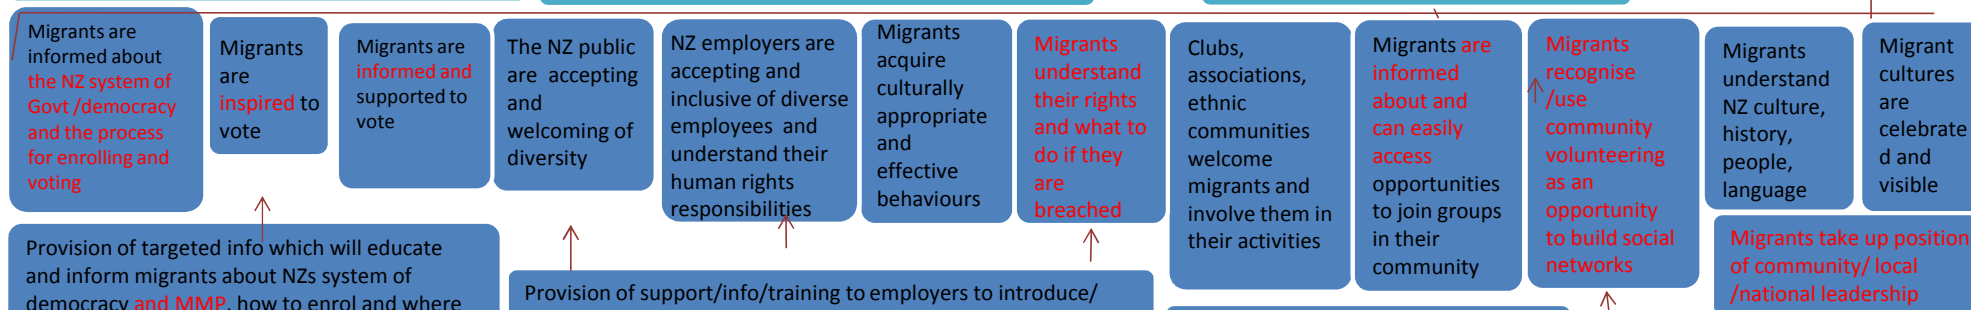 Migrants are
informed about
the NZ system of
Govt /democracy
and the process
for enrolling and
voting
Migrants
are
inspired to
vote
Migrants are
informed and
supported to
vote
The NZ public
are accepting
and
welcoming of
diversity
NZ employers are
accepting and
inclusive of diverse
employees and
understand their
human rights
responsibilities
Migrants
acquire
culturally
appropriate
and
effective
behaviours
Migrants
understand
their rights
and what to
do if they
are
breached
Clubs,
associations,
ethnic
communities
welcome
migrants and
involve them in
their activities
Migrants are
informed
about and
can easily
access
opportunities
to join groups
in their
community
Migrants
recognise
/use
community
volunteering
as an
opportunity
to build social
networks
Migrants
understand
NZ culture,
history,
people,
language
Migrant
cultures
are
celebrate
d and
visible
Provision of targeted info which will educate
and inform migrants about NZs system of
democracy and MMP, how to enrol and where
Provision of support/info/training to employers to introduce/
Migrants take up position
of community/ local
/national leadership